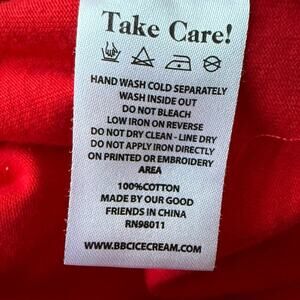 Take Care!
HAND WASH COLD SEPARATELY
WASH INSIDE OUT
DO NOT BLEACH
LOW IRON ON REVERSE
DO NOT DRY CLEAN - LINE DRY
DO NOT APPLY IRON DIRECTLY
ON PRINTED OR EMBROIDERY
AREA
100%COTTON
MADE BY OUR GOOD
FRIENDS IN CHINA
RN98011
WWW.BBCICECREAM.COM